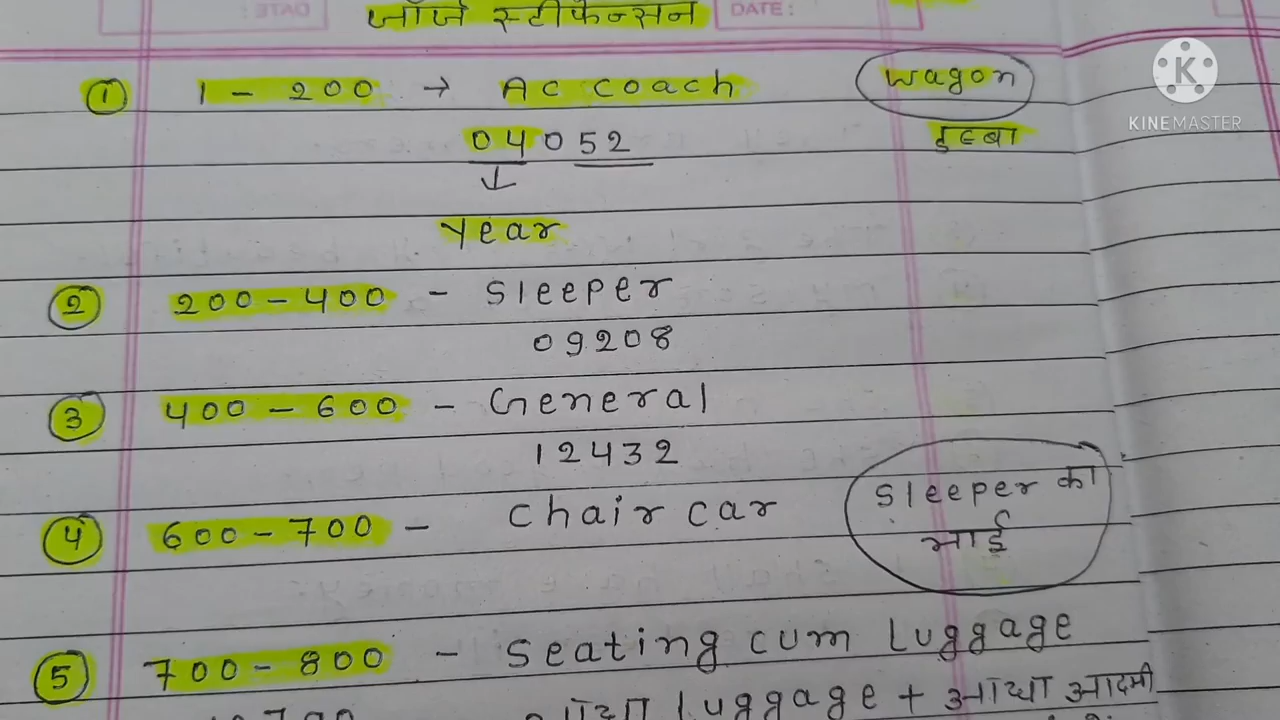 जॉर्ज स्टीफेन्सन
DATE :
① 1 - 200 → AC coach wagon
04052 डब्बा
↓
Year
② 200 - 400 - Sleeper
09208
③ 400 - 600 - General
12432
④ 600 - 700 - chair car
Sleeper का
भाई
⑤ 700 - 800 - Seating cum Luggage
आधा luggage + आधा आदमी
KINEMASTER